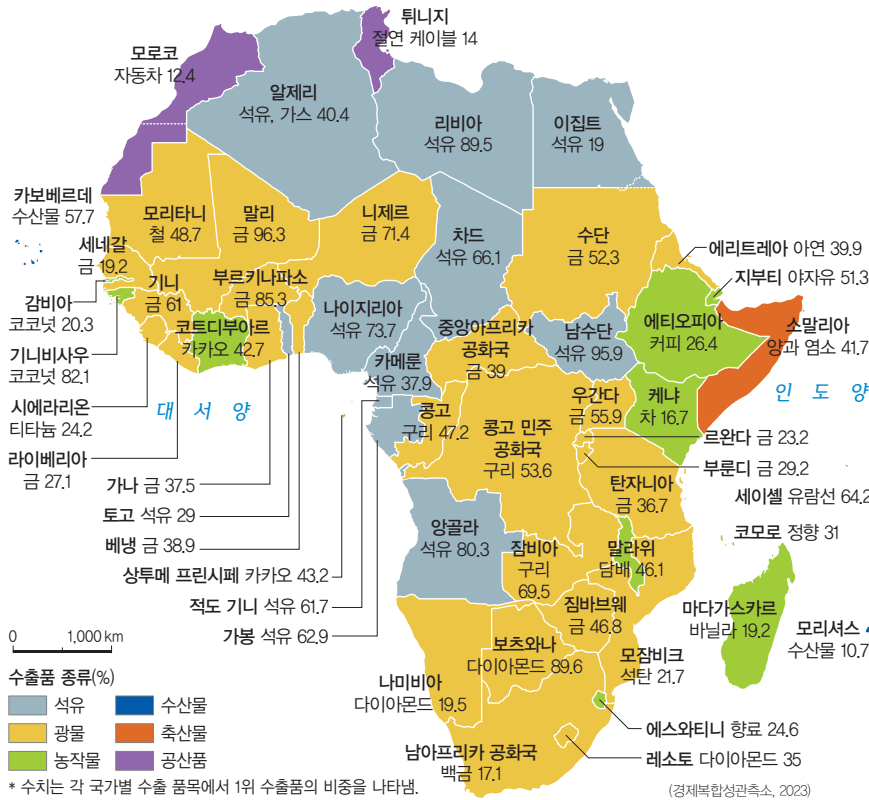 튀니지
절연 케이블 14
모로코
자동차 12.4
알제리
석유, 가스 40.4
리비아
석유 89.5
이집트
석유 19
카보베르데
수산물 57.7
모리타니
철 48.7
말리
금 96.3
니제르
금 71.4
차드
석유 66.1
수단
금 52.3
에리트레아 아연 39.9
지부티 야자유 51.3
세네갈
금 19.2
기니
금 61
부르키나파소
금 85.3
나이지리아
석유 73.7
에티오피아
커피 26.4
소말리아
양과 염소 41.7
감비아
코코넛 20.3
코트디부아르
카카오 42.7
중앙아프리카
공화국
금 39
남수단
석유 95.9
기니비사우
코코넛 82.1
카메룬
석유 37.9
우간다
금 55.9
케냐
차 16.7
인 도 양
대 서 양
시에라리온
티타늄 24.2
콩고
구리 47.2
콩고 민주
공화국
구리 53.6
르완다 금 23.2
부룬디 금 29.2
라이베리아
금 27.1
가나 금 37.5
탄자니아
금 36.7
세이셸 유람선 64.2
토고 석유 29
앙골라
석유 80.3
코모로 정향 31
베냉 금 38.9
잠비아
구리
69.5
말라위
담배 46.1
상투메 프린시페 카카오 43.2
적도 기니 석유 61.7
짐바브웨
금 46.8
마다가스카르
바닐라 19.2
모리셔스
수산물 10.7
가봉 석유 62.9
0 1,000 km
보츠와나
다이아몬드 89.6
모잠비크
석탄 21.7
나미비아
다이아몬드 19.5
에스와티니 향료 24.6
레소토 다이아몬드 35
남아프리카 공화국
백금 17.1
수출품 종류(%)
석유 수산물
광물 축산물
농작물 공산품
* 수치는 각 국가별 수출 품목에서 1위 수출품의 비중을 나타냄.
(경제복합성관측소, 2023)